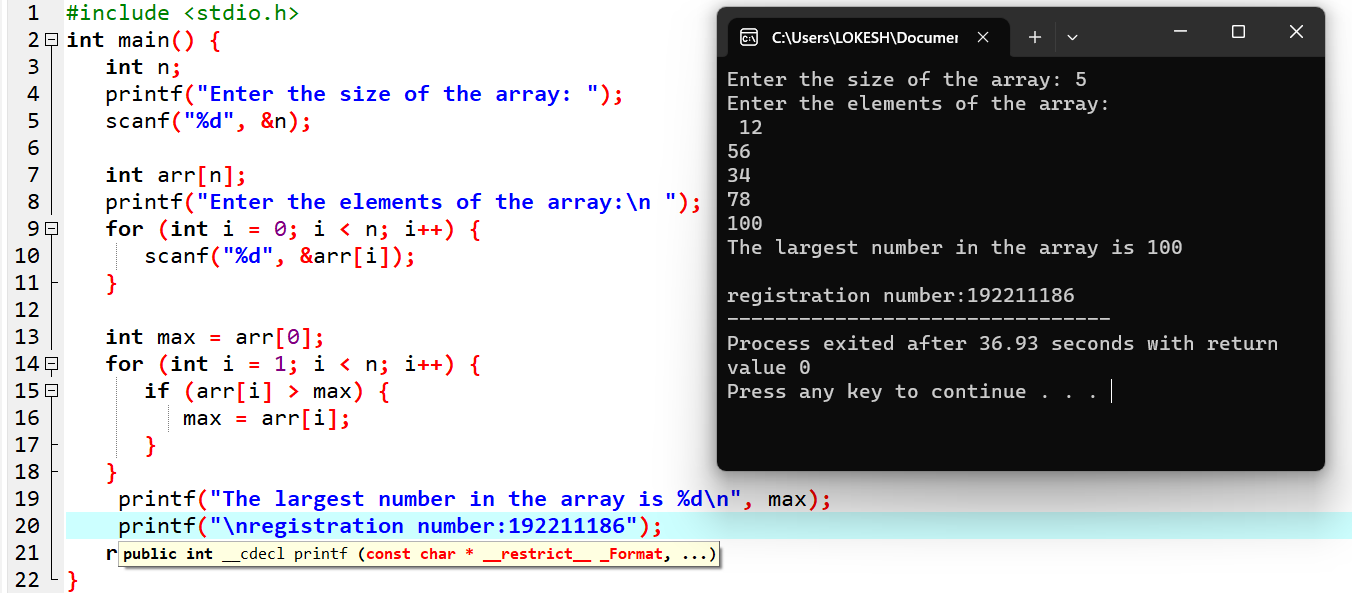 1 #include <stdio.h>
2 int main() {
3 int n;
4 printf("Enter the size of the array: ");
5 scanf("%d", &n);
6
7 int arr[n];
8 printf("Enter the elements of the array:\n ");
9 for (int i = 0; i < n; i++) {
10 scanf("%d", &arr[i]);
11 }
12
13 int max = arr[0];
14 for (int i = 1; i < n; i++) {
15 if (arr[i] > max) {
16 max = arr[i];
17 }
18 }
19 printf("The largest number in the array is %d\n", max);
20 printf("\nregistration number:192211186");
21 r
public int __cdecl printf (const char * __restrict__ _Format, ...)
22 }
C:\Users\LOKESH\Documer
Enter the size of the array: 5
Enter the elements of the array:
12
56
34
78
100
The largest number in the array is 100
registration number:192211186
--------------------------------
Process exited after 36.93 seconds with return
value 0
Press any key to continue . . .